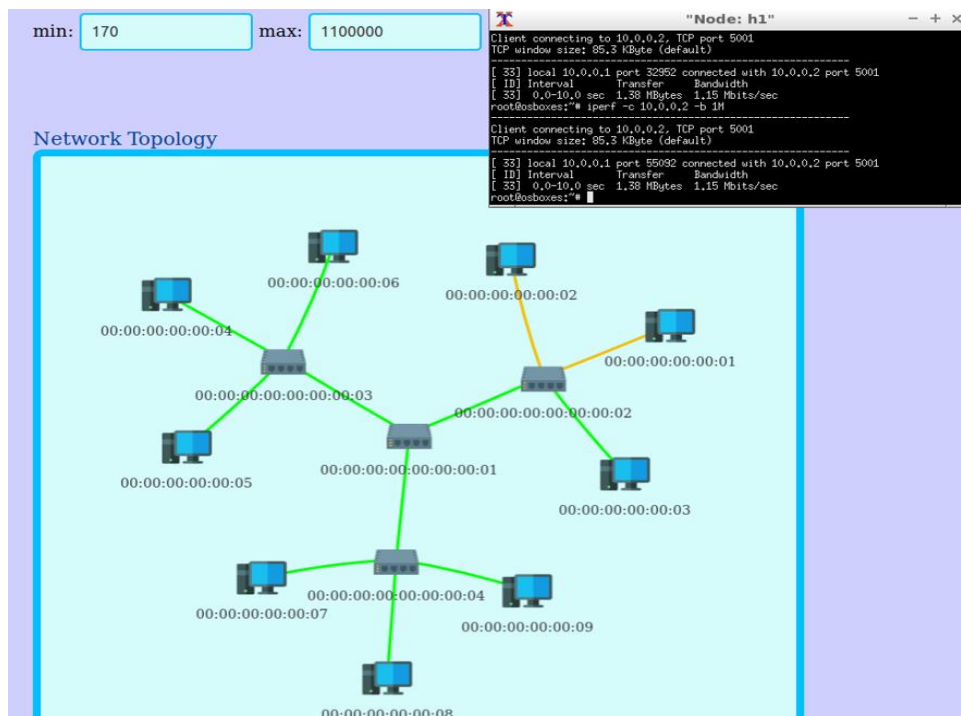 min: 170 max: 1100000
"Node: h1"
Client connecting to 10.0.0.2, TCP port 5001
TCP window size: 85.3 KByte (default)
------------------------------------------------------------
[ 33] local 10.0.0.1 port 32952 connected with 10.0.0.2 port 5001
[ ID] Interval Transfer Bandwidth
[ 33] 0.0-10.0 sec 1.38 MBytes 1.15 Mbits/sec
root@osboxes:~# iperf -c 10.0.0.2 -b 1M
------------------------------------------------------------
Client connecting to 10.0.0.2, TCP port 5001
TCP window size: 85.3 KByte (default)
------------------------------------------------------------
[ 33] local 10.0.0.1 port 55092 connected with 10.0.0.2 port 5001
[ ID] Interval Transfer Bandwidth
[ 33] 0.0-10.0 sec 1.38 MBytes 1.15 Mbits/sec
root@osboxes:~#
Network Topology
00:00:00:00:00:06
00:00:00:00:00:02
00:00:00:00:00:04
00:00:00:00:00:01
00:00:00:00:00:00:00:03
00:00:00:00:00:00:00:02
00:00:00:00:00:00:00:01
00:00:00:00:00:05
00:00:00:00:00:03
00:00:00:00:00:00:00:04
00:00:00:00:00:07
00:00:00:00:00:09
00:00:00:00:00:08